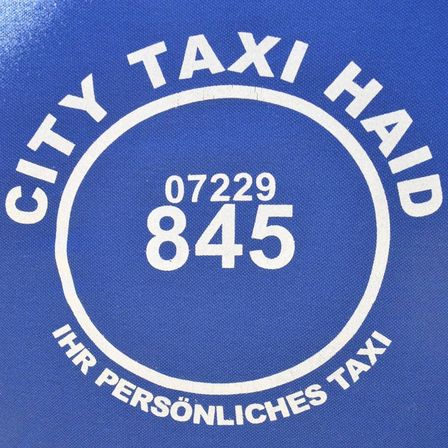 CITY TAXI HAID
07229
845
IHR PERSÖNLICHES TAXI